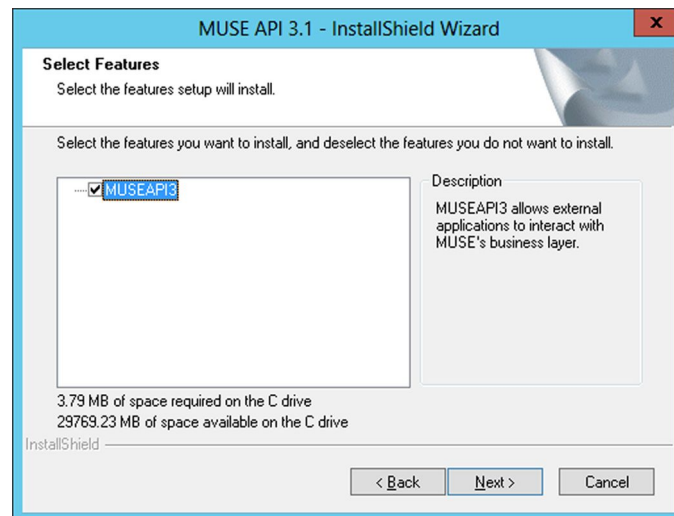 MUSE API 3.1 - InstallShield Wizard
x
Select Features
Select the features setup will install.
Select the features you want to install, and deselect the features you do not want to install.
MUSEAPI3
Description
MUSEAPI3 allows external
applications to interact with
MUSE's business layer.
3.79 MB of space required on the C drive
29769.23 MB of space available on the C drive
InstallShield
< Back
Next >
Cancel